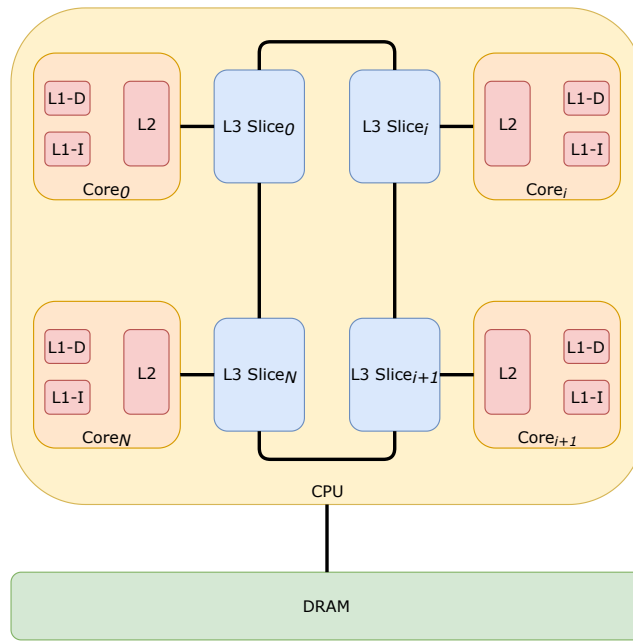 L1-D
L1-I
L2
Core0
L3 Slice0
L3 Slicei
L2
L1-D
L1-I
Corei
L1-D
L1-I
L2
CoreN
L3 SliceN
L3 Slicei+1
L2
L1-D
L1-I
Corei+1
CPU
DRAM